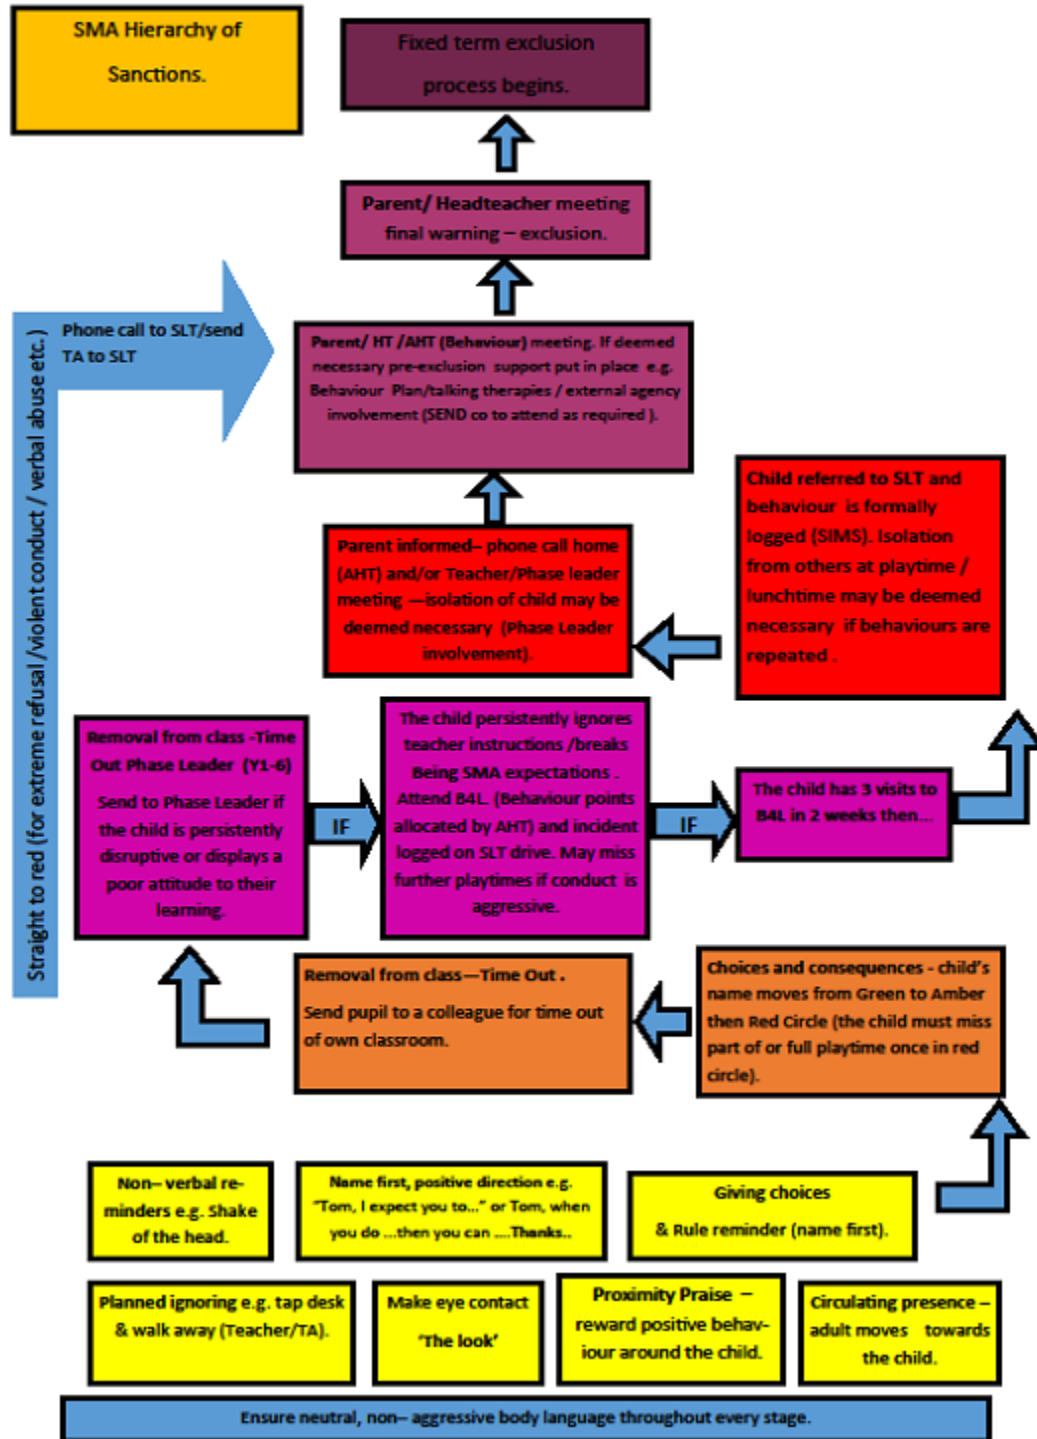 SMA Hierarchy of
Sanctions.
Fixed term exclusion
process begins.
Parent/ Headteacher meeting
final warning – exclusion.
Straight to red (for extreme refusal /violent conduct / verbal abuse etc. )
Phone call to SLT/send
TA to SLT
Parent/ HT /AHT (Behaviour) meeting. If deemed
necessary pre-exclusion support put in place e.g.
Behaviour Plan/talking therapies / external agency
involvement (SEND co to attend as required ).
Child referred to SLT and
behaviour is formally
logged (SIMS). Isolation
from others at playtime /
lunchtime may be deemed
necessary if behaviours are
repeated .
Parent informed– phone call home
(AHT) and/or Teacher/Phase leader
meeting —isolation of child may be
deemed necessary (Phase Leader
involvement).
Removal from class -Time
Out Phase Leader (Y1-6)
Send to Phase Leader if
the child is persistently
disruptive or displays a
poor attitude to their
learning.
IF
The child persistently ignores
teacher instructions /breaks
Being SMA expectations .
Attend B4L. (Behaviour points
allocated by AHT) and incident
logged on SLT drive. May miss
further playtimes if conduct is
aggressive.
IF
The child has 3 visits to
B4L in 2 weeks then...
Removal from class—Time Out .
Send pupil to a colleague for time out
of own classroom.
Choices and consequences - child's
name moves from Green to Amber
then Red Circle (the child must miss
part of or full playtime once in red
circle).
Non– verbal re-
minders e.g. Shake
of the head.
Name first, positive direction e.g.
"Tom, I expect you to..." or Tom, when
you do ...then you can ....Thanks..
Giving choices
& Rule reminder (name first).
Planned ignoring e.g. tap desk
& walk away (Teacher/TA).
Make eye contact
'The look'
Proximity Praise –
reward positive behav-
iour around the child.
Circulating presence –
adult moves towards
the child.
Ensure neutral, non– aggressive body language throughout every stage.